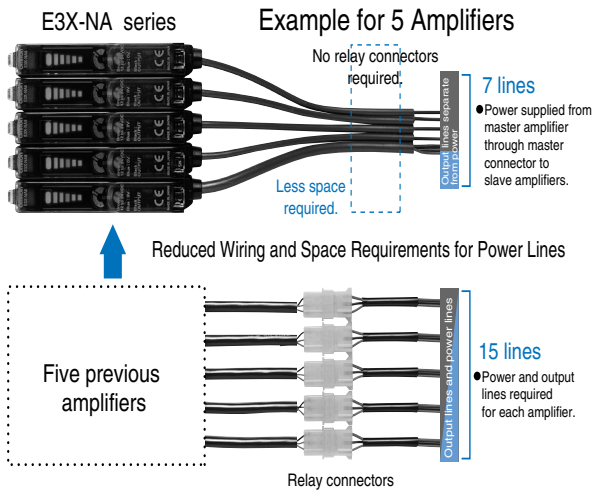 E3X-NA series
Example for 5 Amplifiers
No relay connectors
required.
7 lines
●Power supplied from
master amplifier
through master
connector to
slave amplifiers.
Output lines separate
from power
Less space
required.
Reduced Wiring and Space Requirements for Power Lines
Five previous
amplifiers
Output lines and power lines
15 lines
●Power and output
lines required
for each amplifier.
Relay connectors